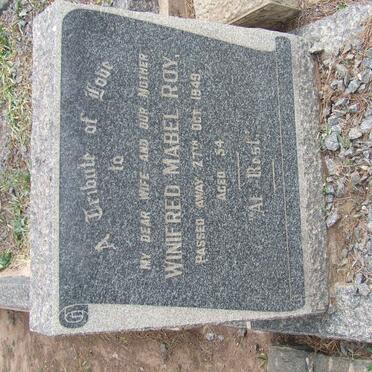 A Tribute of Love
to
MY DEAR WIFE AND OUR MOTHER
WINIFRED MABEL ROY.
PASSED AWAY 27TH OCT. 1949.
AGED 54
"At Rest."